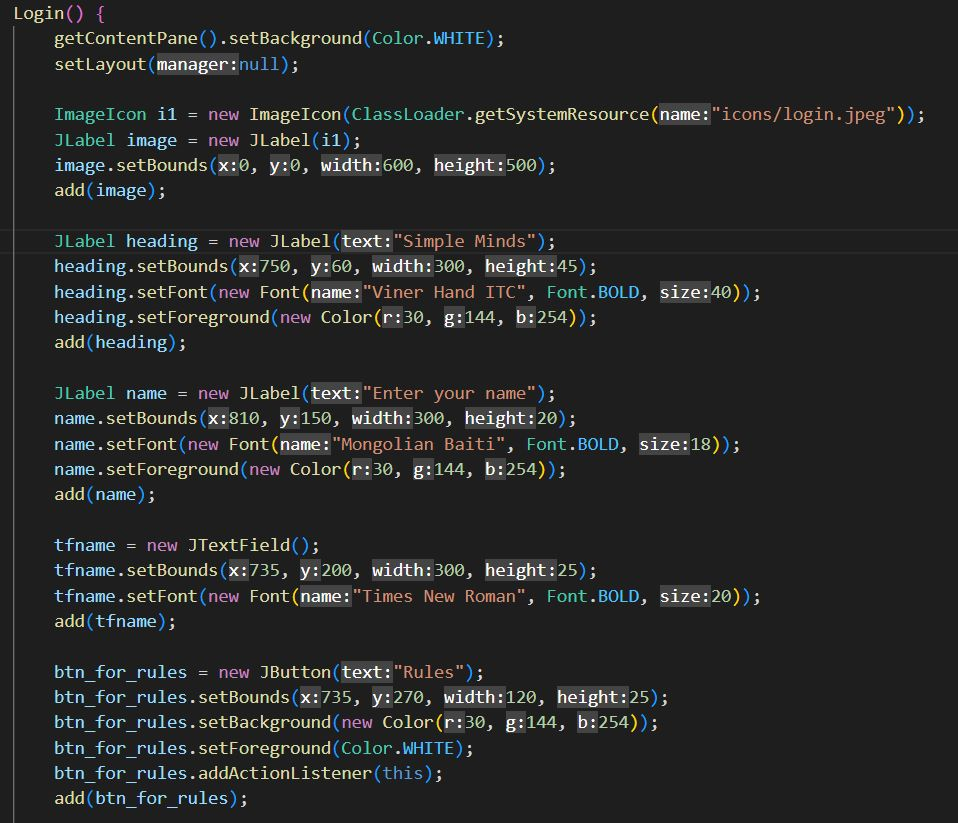 Login() {
getContentPane().setBackground(Color.WHITE);
setLayout(manager:null);
ImageIcon i1 = new ImageIcon(ClassLoader.getSystemResource(name:"icons/login.jpeg"));
JLabel image = new JLabel(i1);
image.setBounds(x:0, y:0, width:600, height:500);
add(image);
JLabel heading = new JLabel(text:"Simple Minds");
heading.setBounds(x:750, y:60, width:300, height:45);
heading.setFont(new Font(name:"Viner Hand ITC", Font.BOLD, size:40));
heading.setForeground(new Color(r:30, g:144, b:254));
add(heading);
JLabel name = new JLabel(text:"Enter your name");
name.setBounds(x:810, y:150, width:300, height:20);
name.setFont(new Font(name:"Mongolian Baiti", Font.BOLD, size:18));
name.setForeground(new Color(r:30, g:144, b:254));
add(name);
tfname = new JTextField();
tfname.setBounds(x:735, y:200, width:300, height:25);
tfname.setFont(new Font(name:"Times New Roman", Font.BOLD, size:20));
add(tfname);
btn_for_rules = new JButton(text:"Rules");
btn_for_rules.setBounds(x:735, y:270, width:120, height:25);
btn_for_rules.setBackground(new Color(r:30, g:144, b:254));
btn_for_rules.setForeground(Color.WHITE);
btn_for_rules.addActionListener(this);
add(btn_for_rules);